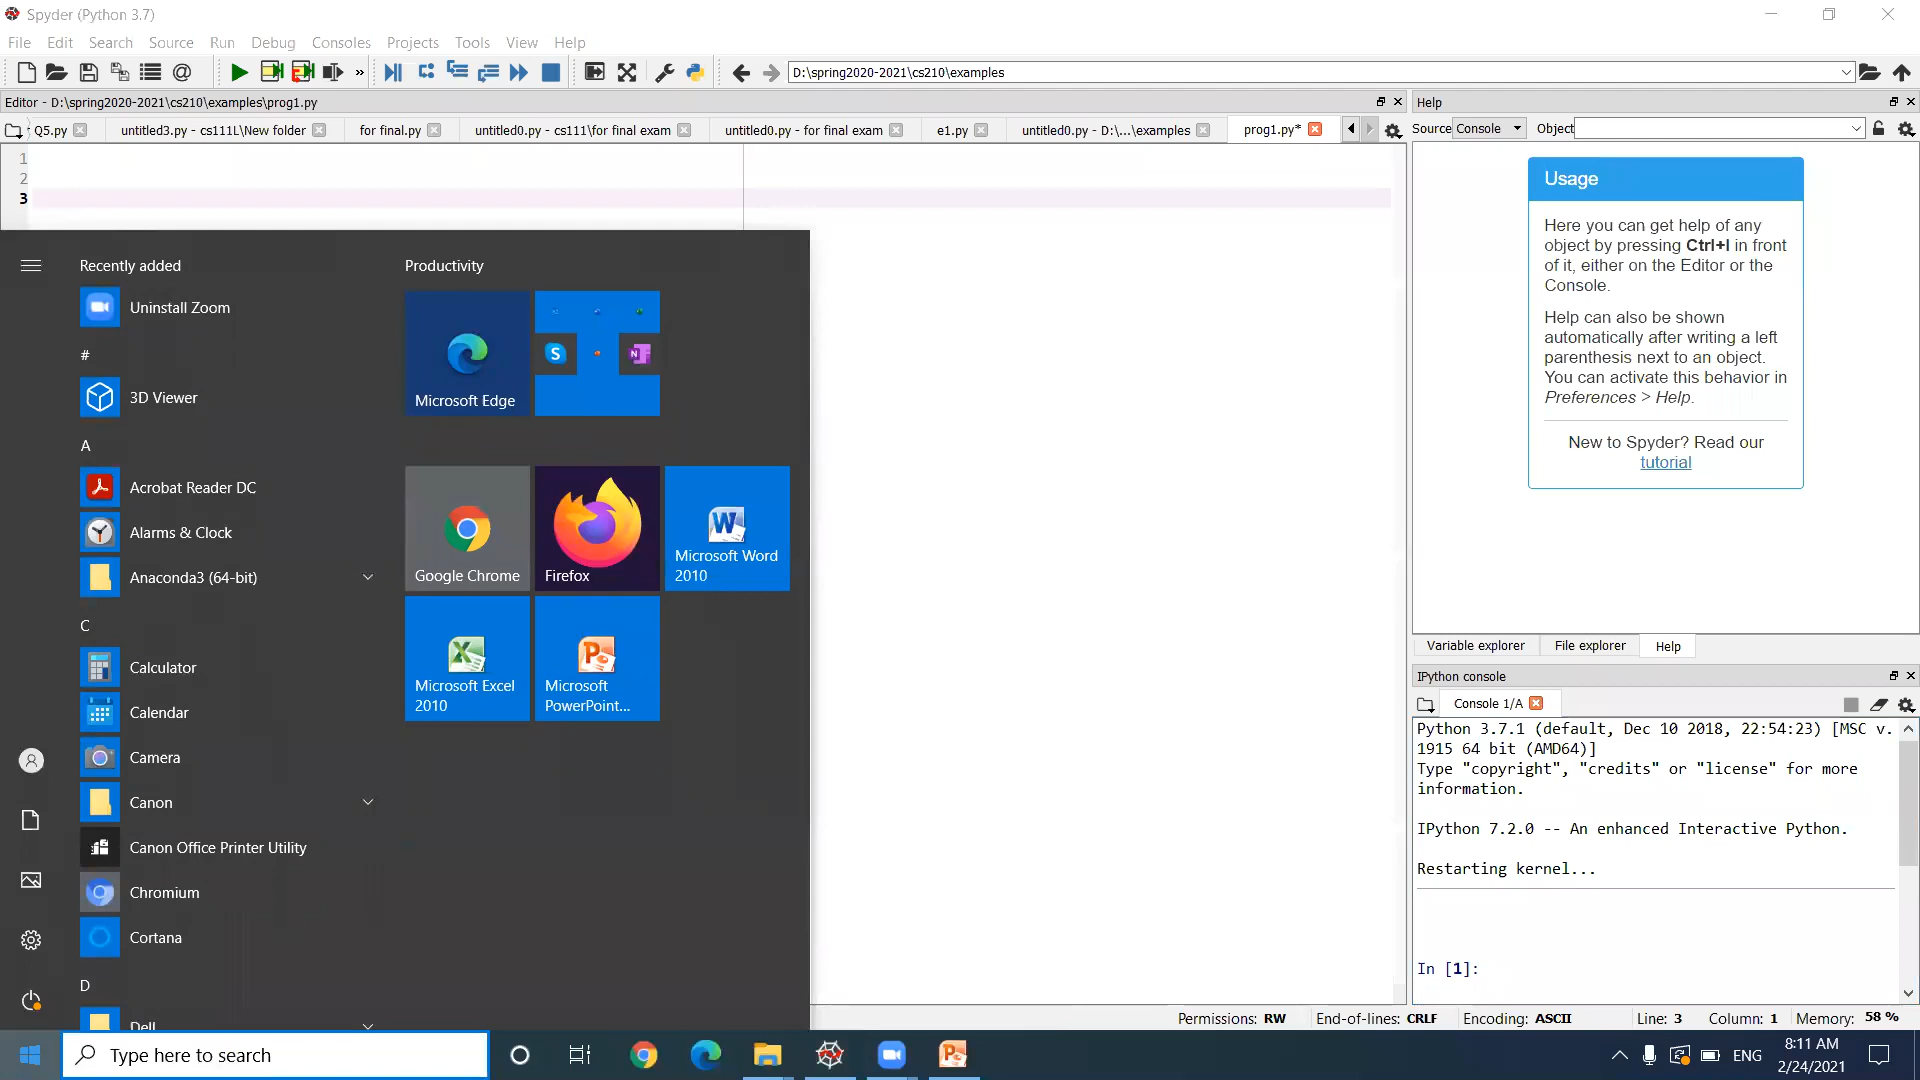 Spyder (Python 3.7)
File Edit Search Source Run Debug Consoles Projects Tools View Help
D:\spring2020-2021\cs210\examples
Editor - D:\spring2020-2021\cs210\examples\prog1.py
Q5.py untitled3.py - cs111L\New folder for final.py untitled0.py - cs111\for final exam untitled0.py - for final exam e1.py untitled0.py - D:\...\examples prog1.py*
1
2
3
Recently added
Uninstall Zoom
#
3D Viewer
A
Acrobat Reader DC
Alarms & Clock
Anaconda3 (64-bit)
C
Calculator
Calendar
Camera
Canon
Canon Office Printer Utility
Chromium
Cortana
D
Dell
Productivity
Microsoft Edge
Google Chrome
Firefox
Microsoft Word
2010
Microsoft Excel
2010
Microsoft
PowerPoint...
Help
Source Console Object
Usage
Here you can get help of any
object by pressing Ctrl+I in front
of it, either on the Editor or the
Console.
Help can also be shown
automatically after writing a left
parenthesis next to an object.
You can activate this behavior in
Preferences > Help.
New to Spyder? Read our
tutorial
Variable explorer File explorer Help
IPython console
Console 1/A
Python 3.7.1 (default, Dec 10 2018, 22:54:23) [MSC v.
1915 64 bit (AMD64)]
Type "copyright", "credits" or "license" for more
information.
IPython 7.2.0 -- An enhanced Interactive Python.
Restarting kernel...
In [1]:
Permissions: RW End-of-lines: CRLF Encoding: ASCII Line: 3 Column: 1 Memory: 58 %
Type here to search
ENG
8:11 AM
2/24/2021